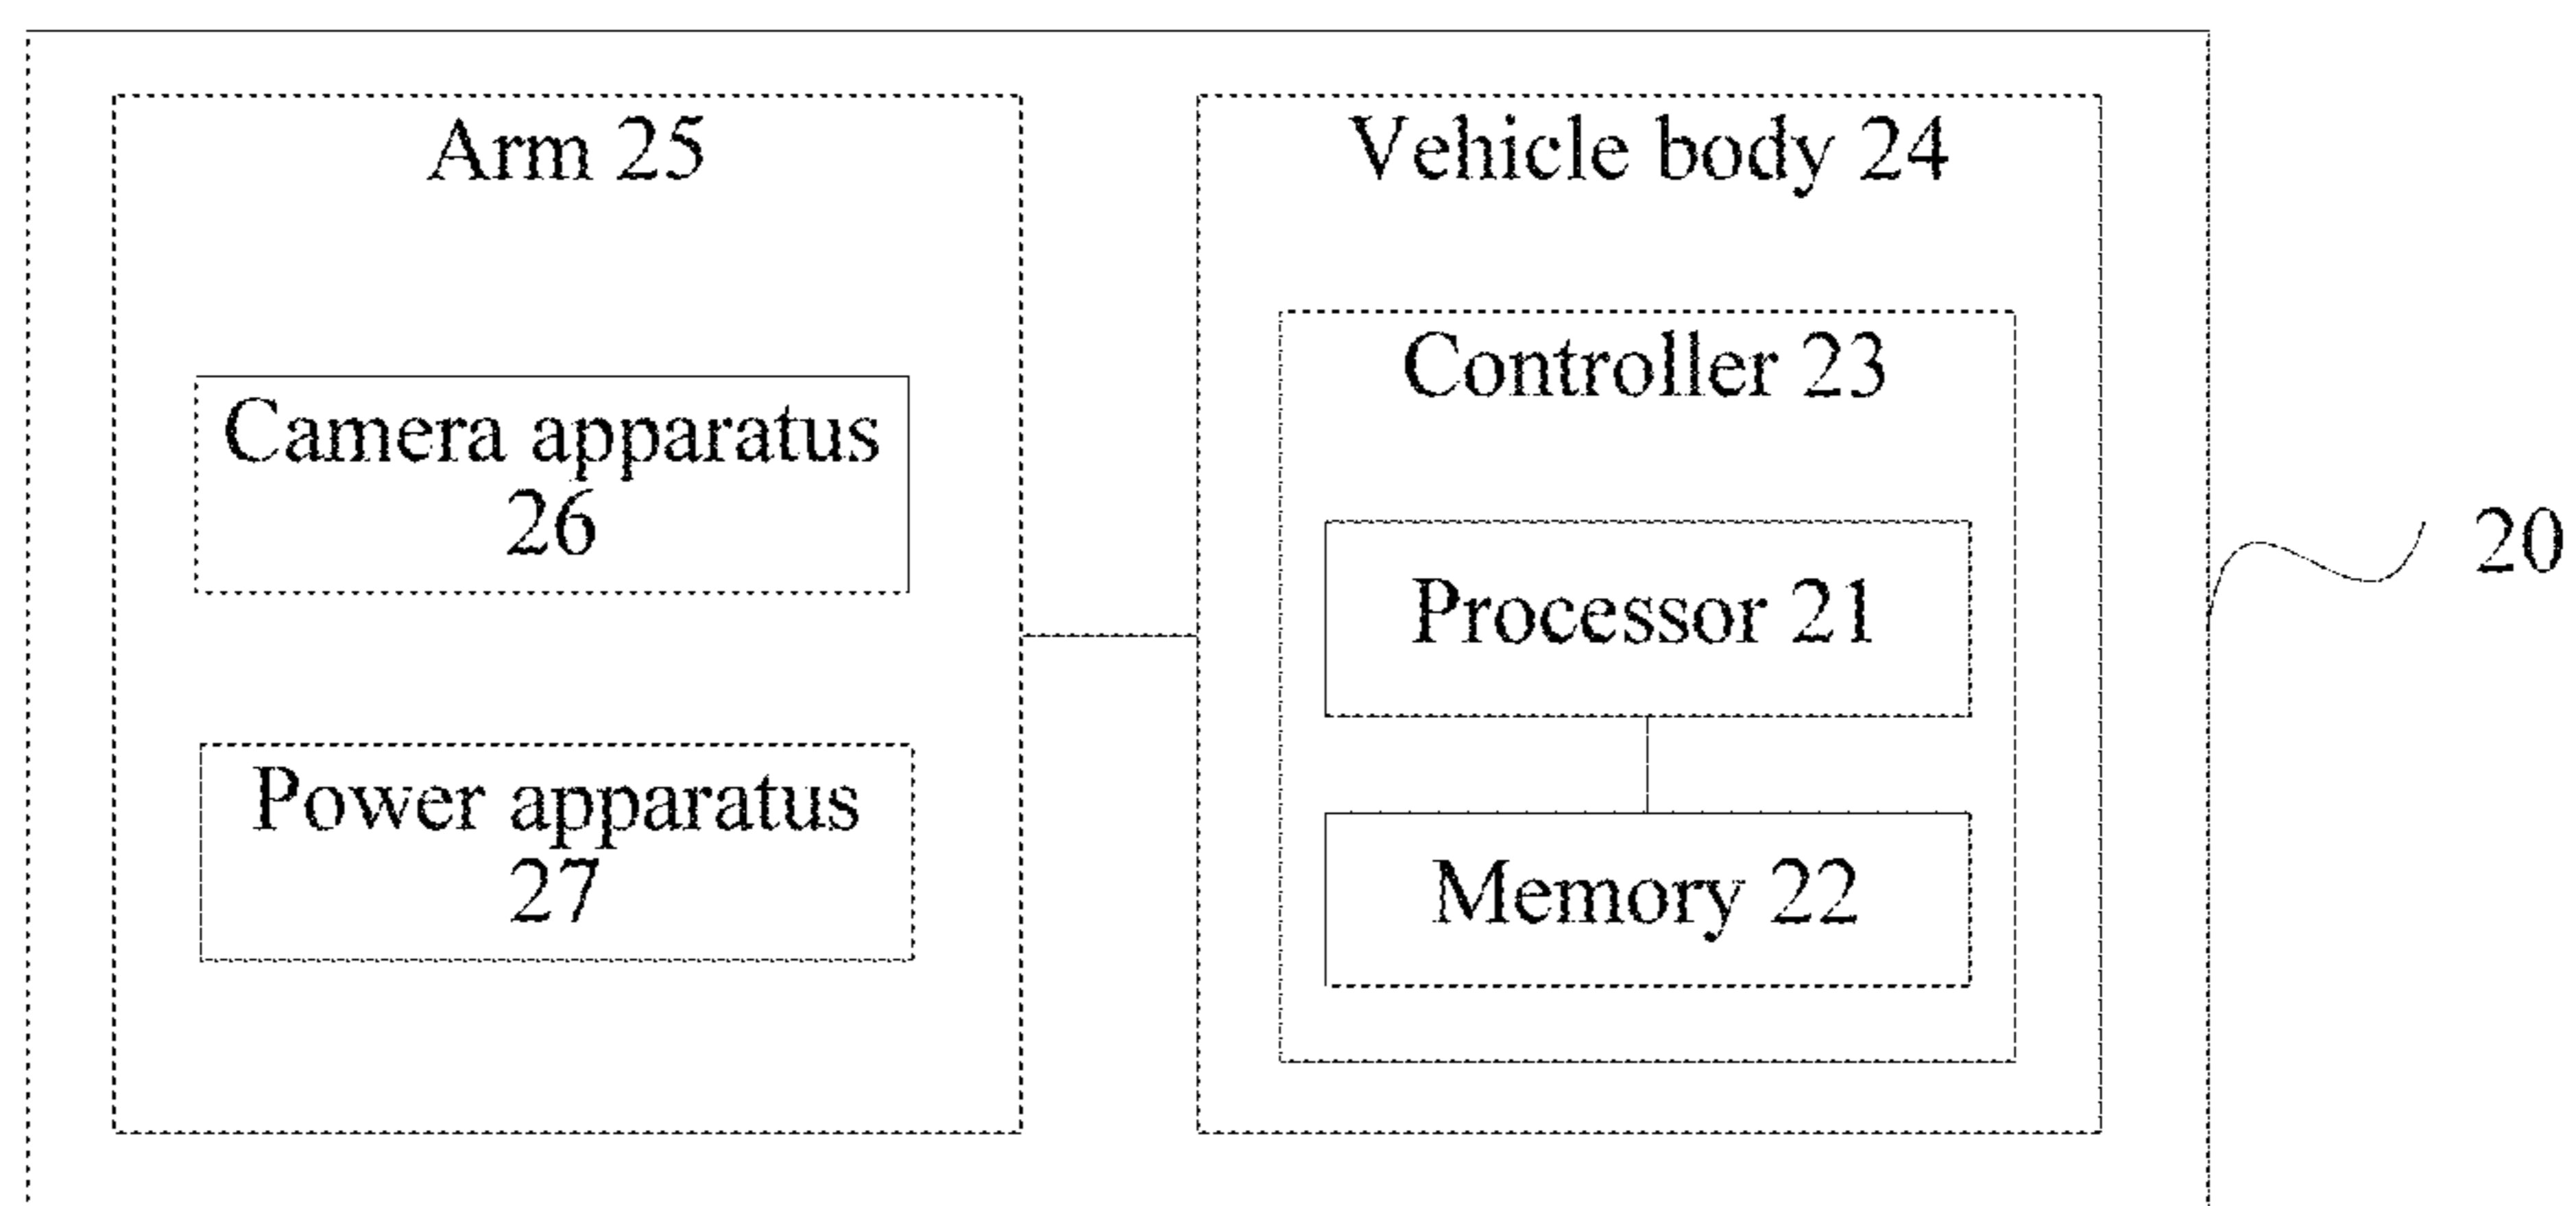 Arm 25
Camera apparatus
26
Power apparatus
27
Vehicle body 24
Controller 23
Processor 21
Memory 22
20